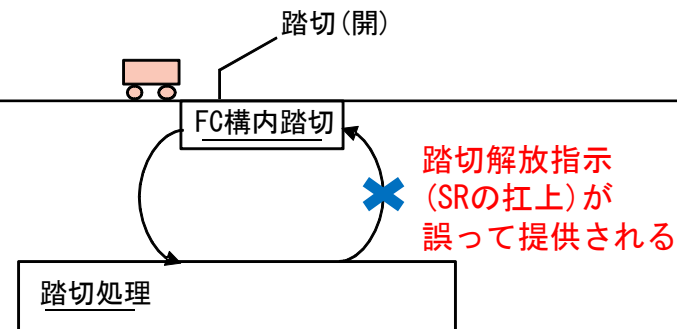 踏切(開)
FC構内踏切
踏切解放指示
(SRの扛上)が
誤って提供される
踏切処理